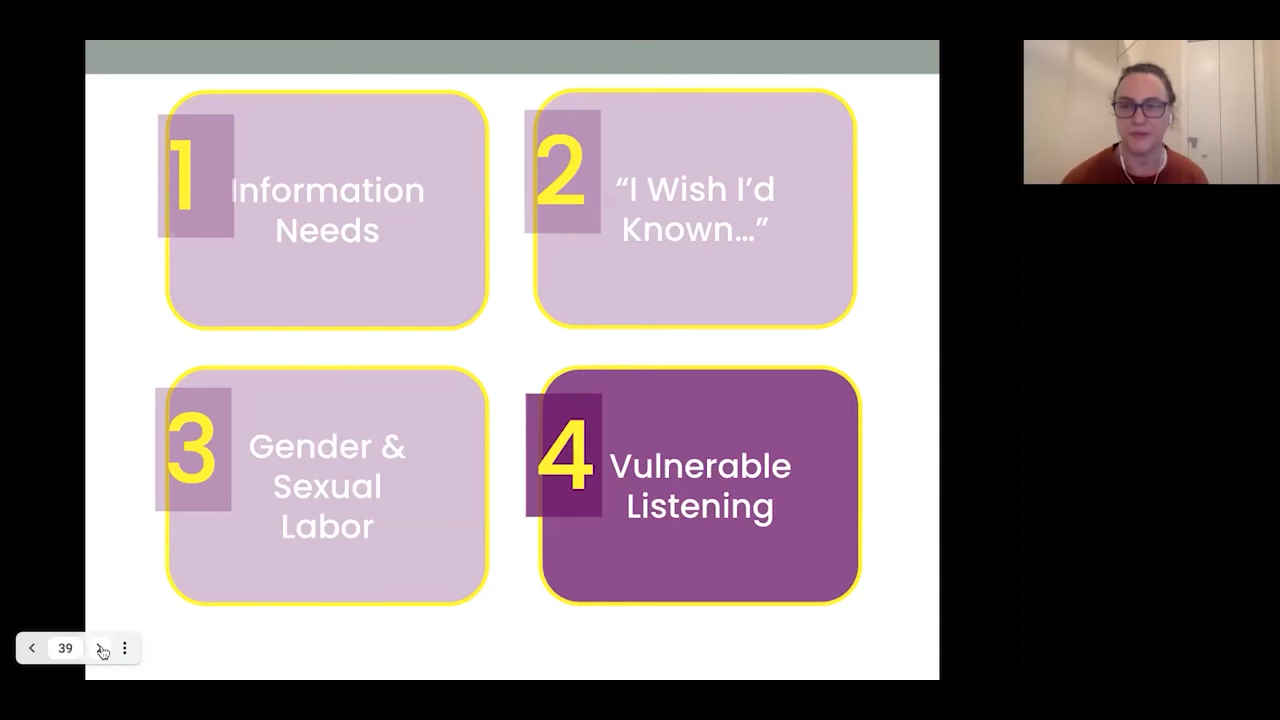 1
Information
Needs
2
“I Wish I’d
Known...”
3
Gender &
Sexual
Labor
4
Vulnerable
Listening
39